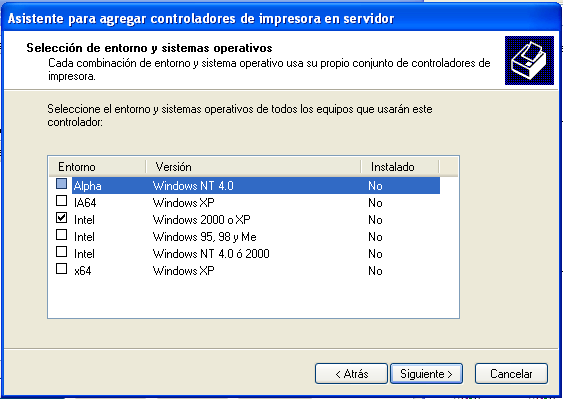 Asistente para agregar controladores de impresora en servidor
Selección de entorno y sistemas operativos
Cada combinación de entorno y sistema operativo usa su propio conjunto de controladores de
impresora.
Seleccione el entorno y sistemas operativos de todos los equipos que usarán este
controlador:
Entorno Versión Instalado
Alpha Windows NT 4.0 No
IA64 Windows XP No
Intel Windows 2000 o XP No
Intel Windows 95, 98 y Me No
Intel Windows NT 4.0 ó 2000 No
x64 Windows XP No
< Atrás Siguiente > Cancelar